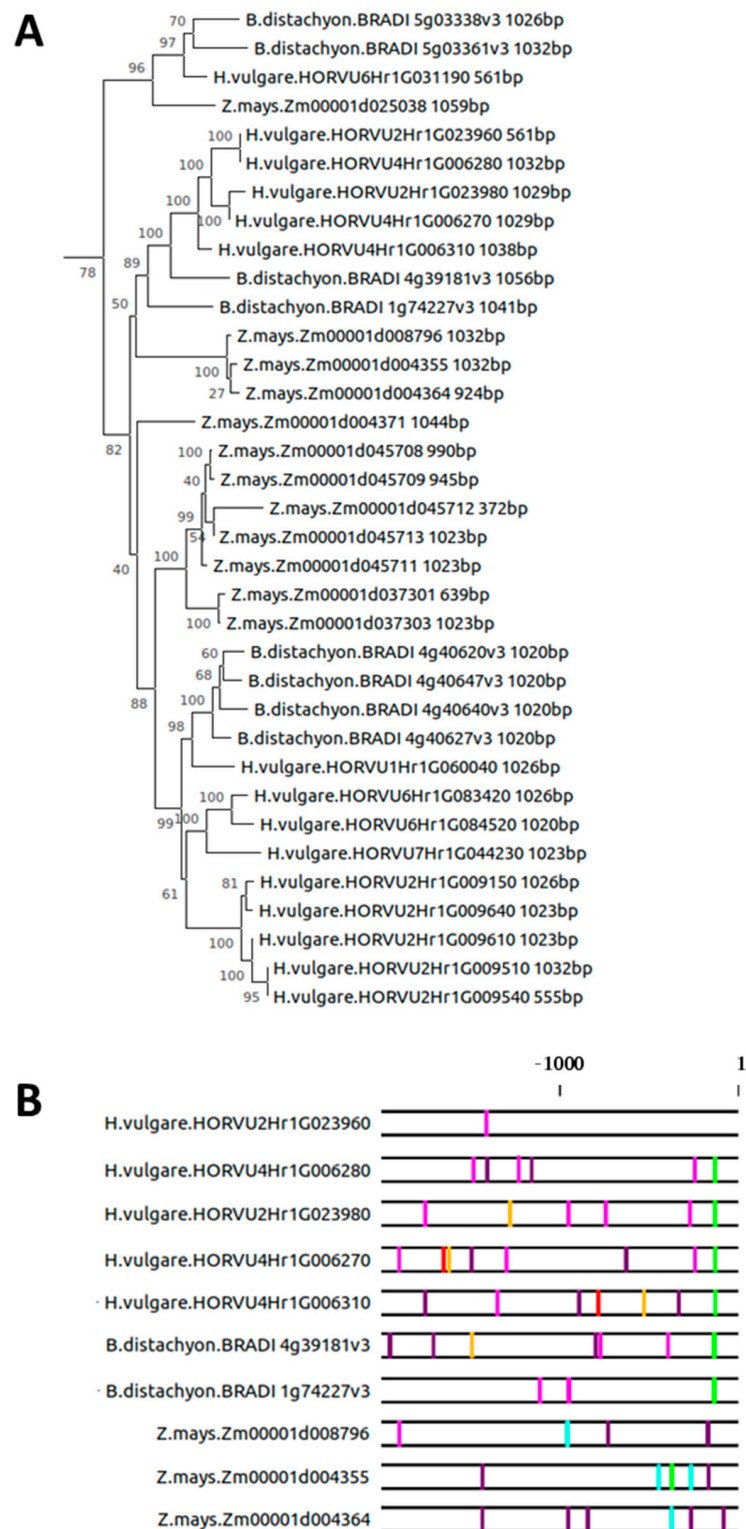 A
70
B.distachyon.BRADI 5g03338v3 1026bp
97
B.distachyon.BRADI 5g03361v3 1032bp
96
H.vulgare.HORVU6Hr1G031190 561bp
Z.mays.Zm00001d025038 1059bp
100
H.vulgare.HORVU2Hr1G023960 561bp
100
H.vulgare.HORVU4Hr1G006280 1032bp
H.vulgare.HORVU2Hr1G023980 1029bp
100
100
H.vulgare.HORVU4Hr1G006270 1029bp
100
H.vulgare.HORVU4Hr1G006310 1038bp
89
78
B.distachyon.BRADI 4g39181v3 1056bp
50
B.distachyon.BRADI 1g74227v3 1041bp
Z.mays.Zm00001d008796 1032bp
100
Z.mays.Zm00001d004355 1032bp
27
Z.mays.Zm00001d004364 924bp
Z.mays.Zm00001d004371 1044bp
82
100
Z.mays.Zm00001d045708 990bp
40
Z.mays.Zm00001d045709 945bp
Z.mays.Zm00001d045712 372bp
99
54
Z.mays.Zm00001d045713 1023bp
100
40
Z.mays.Zm00001d045711 1023bp
Z.mays.Zm00001d037301 639bp
100
Z.mays.Zm00001d037303 1023bp
60
B.distachyon.BRADI 4g40620v3 1020bp
68
B.distachyon.BRADI 4g40647v3 1020bp
88
100
B.distachyon.BRADI 4g40640v3 1020bp
98
B.distachyon.BRADI 4g40627v3 1020bp
H.vulgare.HORVU1Hr1G060040 1026bp
100
H.vulgare.HORVU6Hr1G083420 1026bp
99
100
H.vulgare.HORVU6Hr1G084520 1020bp
H.vulgare.HORVU7Hr1G044230 1023bp
61
81
H.vulgare.HORVU2Hr1G009150 1026bp
H.vulgare.HORVU2Hr1G009640 1023bp
100
H.vulgare.HORVU2Hr1G009610 1023bp
100
H.vulgare.HORVU2Hr1G009510 1032bp
95
H.vulgare.HORVU2Hr1G009540 555bp
B
-1000 1
H.vulgare.HORVU2Hr1G023960
H.vulgare.HORVU4Hr1G006280
H.vulgare.HORVU2Hr1G023980
H.vulgare.HORVU4Hr1G006270
H.vulgare.HORVU4Hr1G006310
B.distachyon.BRADI 4g39181v3
B.distachyon.BRADI 1g74227v3
Z.mays.Zm00001d008796
Z.mays.Zm00001d004355
Z.mays.Zm00001d004364